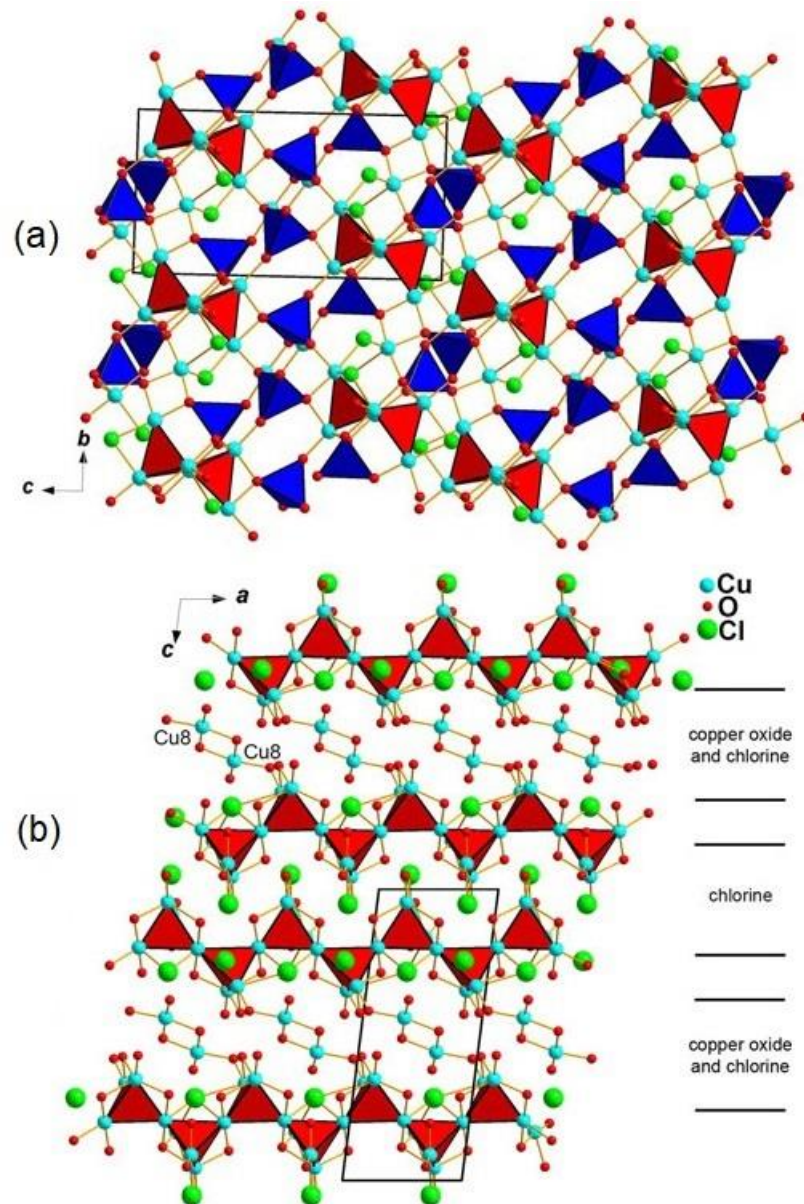 (a)
b
c
a
c
Cu
O
Cl
Cu8
Cu8
copper oxide
and chlorine
(b)
chlorine
copper oxide
and chlorine